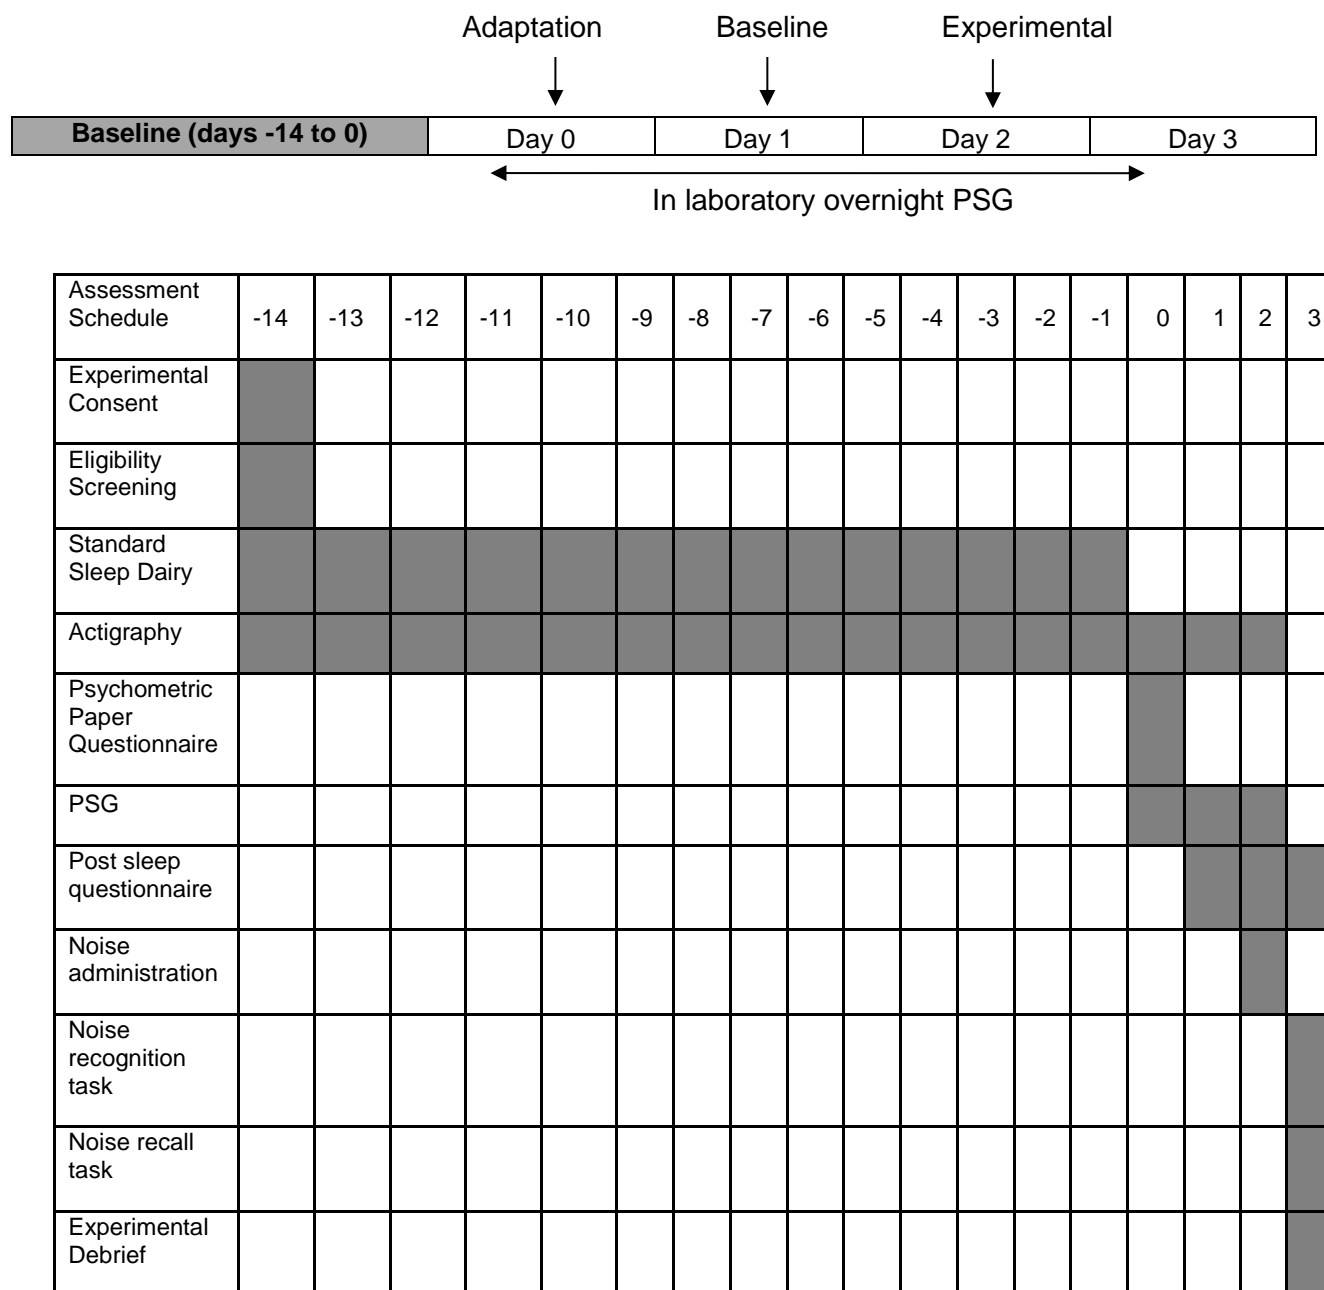 Adaptation Baseline Experimental
Baseline (days -14 to 0) Day 0 Day 1 Day 2 Day 3
In laboratory overnight PSG
Assessment
Schedule -14 -13 -12 -11 -10 -9 -8 -7 -6 -5 -4 -3 -2 -1 0 1 2 3
Experimental
Consent
Eligibility
Screening
Standard
Sleep Dairy
Actigraphy
Psychometric
Paper
Questionnaire
PSG
Post sleep
questionnaire
Noise
administration
Noise
recognition
task
Noise recall
task
Experimental
Debrief